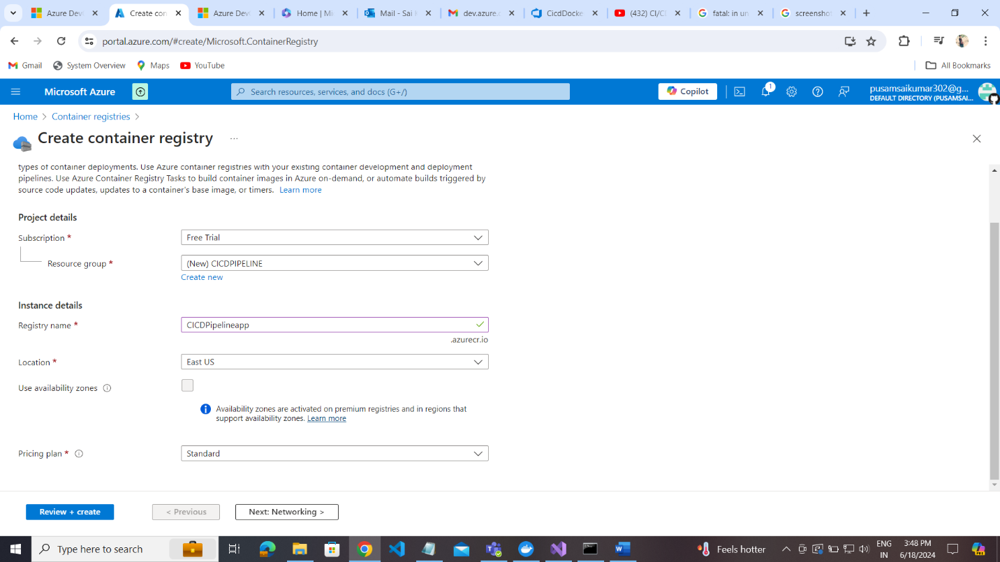 Azure Dev
Create con
Azure Dev
Home | Mi
Mail - Sai
dev.azure.c
CicdDocke
(432) CI/CI
fatal: in un
screenshot
portal.azure.com/#create/Microsoft.ContainerRegistry
Gmail
System Overview
Maps
YouTube
All Bookmarks
Microsoft Azure
Search resources, services, and docs (G+/)
Copilot
1
pusamsaikumar302@g...
DEFAULT DIRECTORY (PUSAMSAI...
Home > Container registries >
Create container registry ...
types of container deployments. Use Azure container registries with your existing container development and deployment
pipelines. Use Azure Container Registry Tasks to build container images in Azure on-demand, or automate builds triggered by
source code updates, updates to a container's base image, or timers. Learn more
Project details
Subscription * Free Trial
Resource group * (New) CICDPIPELINE
Create new
Instance details
Registry name * CICDPipelineapp
.azurecr.io
Location * East US
Use availability zones
Availability zones are activated on premium registries and in regions that
support availability zones. Learn more
Pricing plan * Standard
Review + create
< Previous
Next: Networking >
Type here to search
Feels hotter
ENG
IN
3:48 PM
6/18/2024